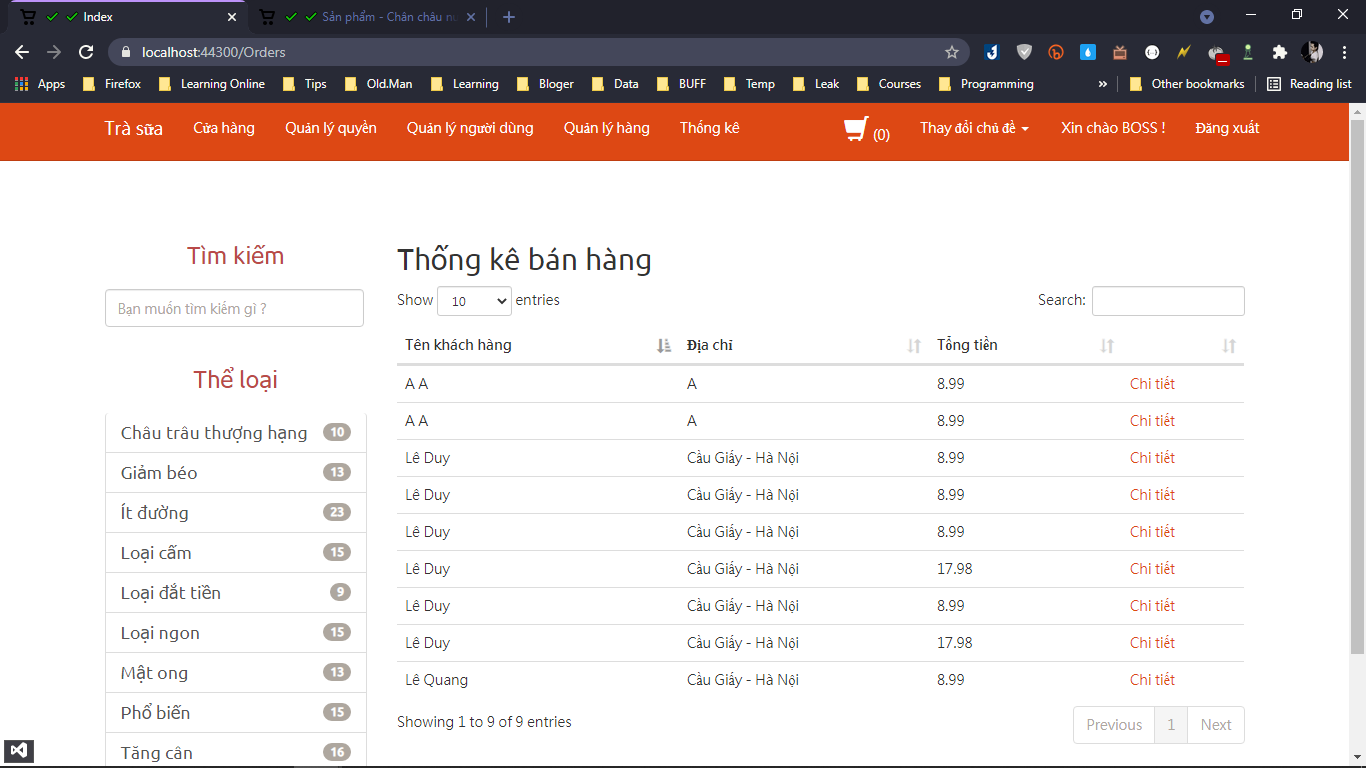 Index
Sản phẩm - Chân châu nư
localhost:44300/Orders
Apps Firefox Learning Online Tips Old.Man Learning Bloger Data BUFF Temp Leak Courses Programming » Other bookmarks Reading list
Trà sữa Cửa hàng Quản lý quyền Quản lý người dùng Quản lý hàng Thống kê (0) Thay đổi chủ đề Xin chào BOSS ! Đăng xuất
Tìm kiếm
Bạn muốn tìm kiếm gì ?
Thể loại
Châu trâu thượng hạng 10
Giảm béo 13
Ít đường 23
Loại cấm 15
Loại đắt tiền 9
Loại ngon 15
Mật ong 13
Phổ biến 15
Tăng cân 16
Thống kê bán hàng
Show 10 entries Search:
Tên khách hàng Địa chỉ Tổng tiền
A A A 8.99 Chi tiết
A A A 8.99 Chi tiết
Lê Duy Cầu Giấy - Hà Nội 8.99 Chi tiết
Lê Duy Cầu Giấy - Hà Nội 8.99 Chi tiết
Lê Duy Cầu Giấy - Hà Nội 8.99 Chi tiết
Lê Duy Cầu Giấy - Hà Nội 17.98 Chi tiết
Lê Duy Cầu Giấy - Hà Nội 8.99 Chi tiết
Lê Duy Cầu Giấy - Hà Nội 17.98 Chi tiết
Lê Quang Cầu Giấy - Hà Nội 8.99 Chi tiết
Showing 1 to 9 of 9 entries Previous 1 Next